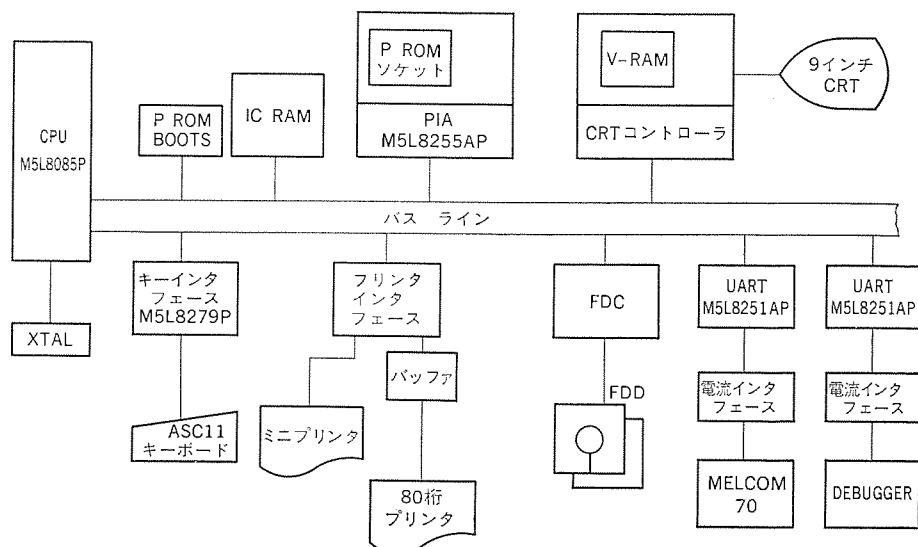 CPU
M5L8085P
P ROM
BOOTS
IC RAM
P ROM
ソケット
PIA
M5L8255AP
V-RAM
CRTコントローラ
9インチ
CRT
バス ライン
XTAL
キーインタ
フェース
M5L8279P
ASC11
キーボード
フリンタ
インタ
フェース
ミニプリンタ
バッファ
80桁
プリンタ
FDC
FDD
UART
M5L8251AP
電流インタ
フェース
MELCOM
70
UART
M5L8251AP
電流インタ
フェース
DEBUGGER